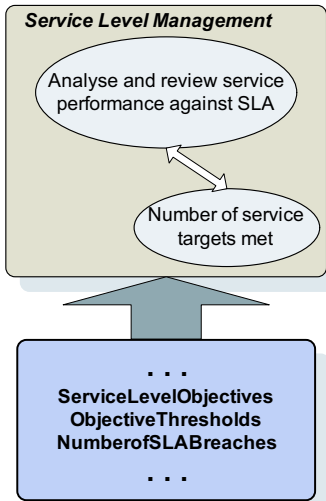 Service Level Management
Analyse and review service
performance against SLA
Number of service
targets met
. . .
ServiceLevelObjectives
ObjectiveThresholds
NumberofSLABreaches
. . .